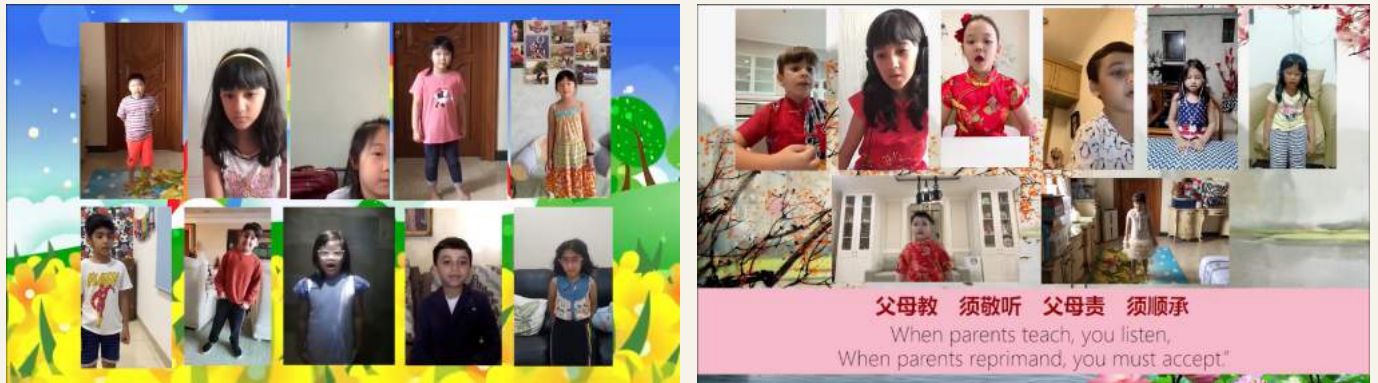 父母教 须敬听 父母责 须顺承
When parents teach, you listen,
When parents reprimand, you must accept."